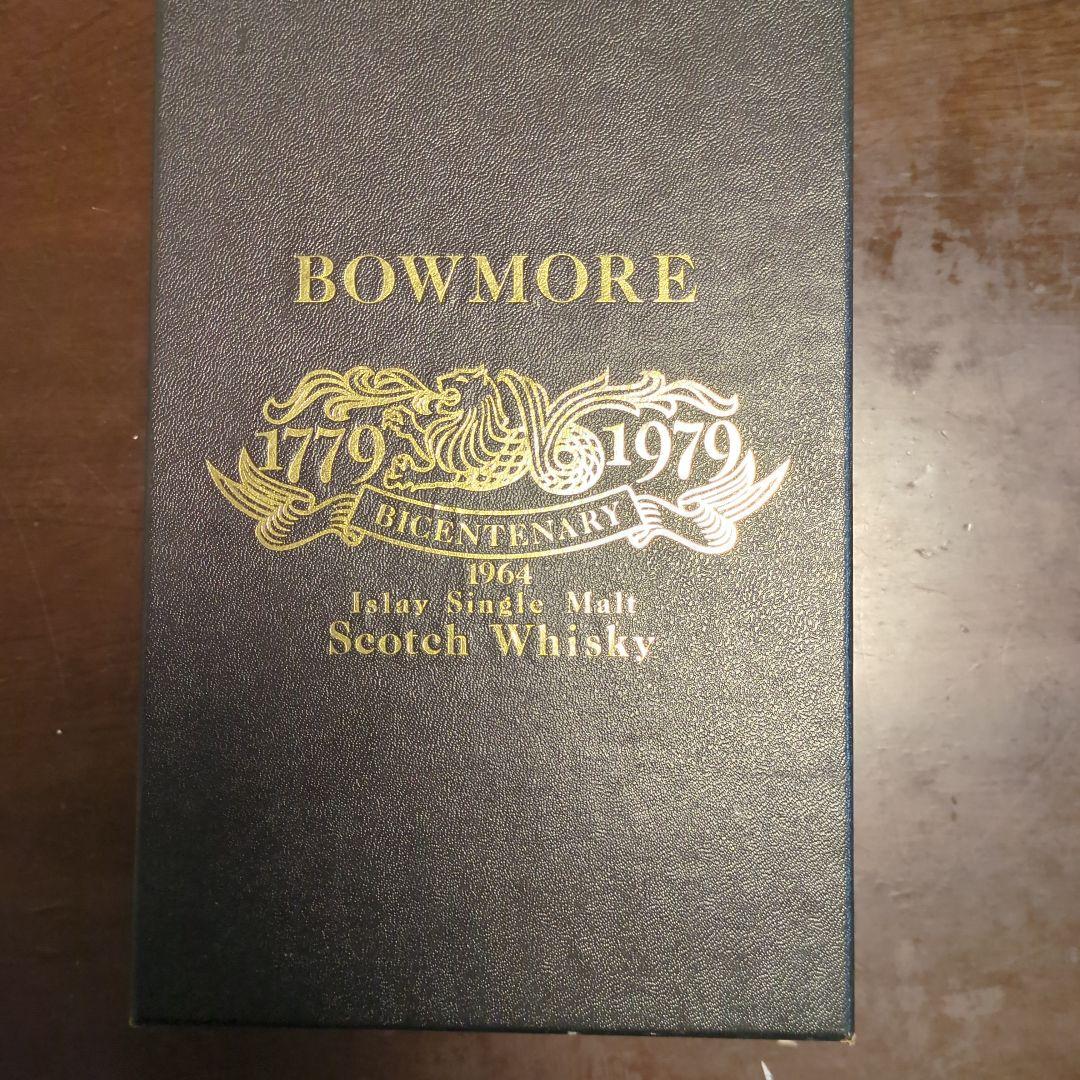 BOWMORE
1779 1979
BICENTENARY
1964
Islay Single Malt
Scotch Whisky